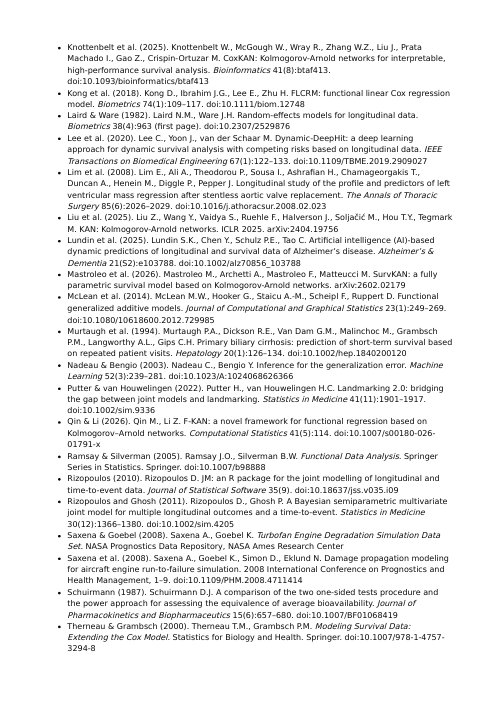 • Knottenbelt et al. (2025). Knottenbelt W., McGough W., Wray R., Zhang W.Z., Liu J., Prata
Machado I., Gao Z., Crispin-Ortuzar M. CoxKAN: Kolmogorov-Arnold networks for interpretable,
high-performance survival analysis. Bioinformatics 41(8):btaf413.
doi:10.1093/bioinformatics/btaf413
• Kong et al. (2018). Kong D., Ibrahim J.G., Lee E., Zhu H. FLCRM: functional linear Cox regression
model. Biometrics 74(1):109–117. doi:10.1111/biom.12748
• Laird & Ware (1982). Laird N.M., Ware J.H. Random-effects models for longitudinal data.
Biometrics 38(4):963 (first page). doi:10.2307/2529876
• Lee et al. (2020). Lee C., Yoon J., van der Schaar M. Dynamic-DeepHit: a deep learning
approach for dynamic survival analysis with competing risks based on longitudinal data. IEEE
Transactions on Biomedical Engineering 67(1):122–133. doi:10.1109/TBME.2019.2909027
• Lim et al. (2008). Lim E., Ali A., Theodorou P., Sousa I., Ashrafian H., Chamageorgakis T.,
Duncan A., Henein M., Diggle P., Pepper J. Longitudinal study of the profile and predictors of left
ventricular mass regression after stentless aortic valve replacement. The Annals of Thoracic
Surgery 85(6):2026–2029. doi:10.1016/j.athoracsur.2008.02.023
• Liu et al. (2025). Liu Z., Wang Y., Vaidya S., Ruehle F., Halverson J., Soljačić M., Hou T.Y., Tegmark
M. KAN: Kolmogorov-Arnold networks. ICLR 2025. arXiv:2404.19756
• Lundin et al. (2025). Lundin S.K., Chen Y., Schulz P.E., Tao C. Artificial intelligence (AI)-based
dynamic predictions of longitudinal and survival data of Alzheimer's disease. Alzheimer's &
Dementia 21(S2):e103788. doi:10.1002/alz70856_103788
• Mastroleo et al. (2026). Mastroleo M., Archetti A., Mastroleo F., Matteucci M. SurvKAN: a fully
parametric survival model based on Kolmogorov-Arnold networks. arXiv:2602.02179
• McLean et al. (2014). McLean M.W., Hooker G., Staicu A.-M., Scheipl F., Ruppert D. Functional
generalized additive models. Journal of Computational and Graphical Statistics 23(1):249–269.
doi:10.1080/10618600.2012.729985
• Murtaugh et al. (1994). Murtaugh P.A., Dickson R.E., Van Dam G.M., Malinchoc M., Grambsch
P.M., Langworthy A.L., Gips C.H. Primary biliary cirrhosis: prediction of short-term survival based
on repeated patient visits. Hepatology 20(1):126–134. doi:10.1002/hep.1840200120
• Nadeau & Bengio (2003). Nadeau C., Bengio Y. Inference for the generalization error. Machine
Learning 52(3):239–281. doi:10.1023/A:1024068626366
• Putter & van Houwelingen (2022). Putter H., van Houwelingen H.C. Landmarking 2.0: bridging
the gap between joint models and landmarking. Statistics in Medicine 41(11):1901–1917.
doi:10.1002/sim.9336
• Qin & Li (2026). Qin M., Li Z. F-KAN: a novel framework for functional regression based on
Kolmogorov–Arnold networks. Computational Statistics 41(5):114. doi:10.1007/s00180-026-
01791-x
• Ramsay & Silverman (2005). Ramsay J.O., Silverman B.W. Functional Data Analysis. Springer
Series in Statistics. Springer. doi:10.1007/b98888
• Rizopoulos (2010). Rizopoulos D. JM: an R package for the joint modelling of longitudinal and
time-to-event data. Journal of Statistical Software 35(9). doi:10.18637/jss.v035.i09
• Rizopoulos and Ghosh (2011). Rizopoulos D., Ghosh P. A Bayesian semiparametric multivariate
joint model for multiple longitudinal outcomes and a time-to-event. Statistics in Medicine
30(12):1366–1380. doi:10.1002/sim.4205
• Saxena & Goebel (2008). Saxena A., Goebel K. Turbofan Engine Degradation Simulation Data
Set. NASA Prognostics Data Repository, NASA Ames Research Center
• Saxena et al. (2008). Saxena A., Goebel K., Simon D., Eklund N. Damage propagation modeling
for aircraft engine run-to-failure simulation. 2008 International Conference on Prognostics and
Health Management, 1–9. doi:10.1109/PHM.2008.4711414
• Schuirmann (1987). Schuirmann D.J. A comparison of the two one-sided tests procedure and
the power approach for assessing the equivalence of average bioavailability. Journal of
Pharmacokinetics and Biopharmaceutics 15(6):657–680. doi:10.1007/BF01068419
• Therneau & Grambsch (2000). Therneau T.M., Grambsch P.M. Modeling Survival Data:
Extending the Cox Model. Statistics for Biology and Health. Springer. doi:10.1007/978-1-4757-
3294-8